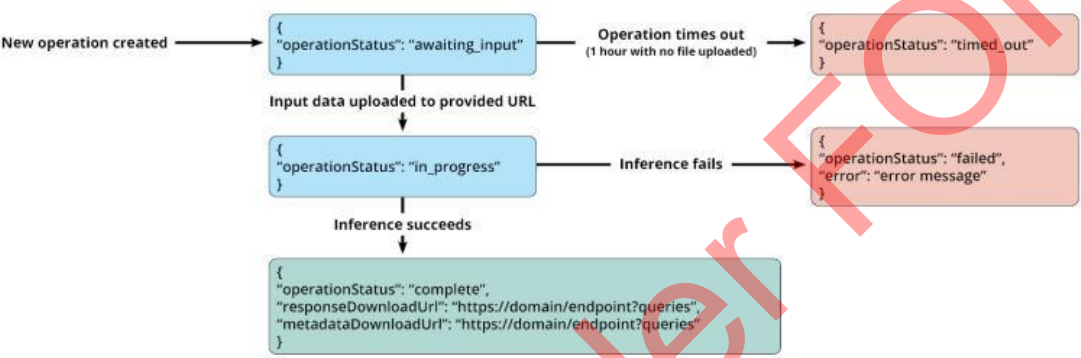 New operation created
{
"operationStatus": "awaiting_input"
}
Operation times out
(1 hour with no file uploaded)
{
"operationStatus": "timed_out"
}
Input data uploaded to provided URL
{
"operationStatus": "in_progress"
}
Inference fails
{
"operationStatus": "failed",
"error": "error message"
}
Inference succeeds
{
"operationStatus": "complete",
"responseDownloadUrl": "https://domain/endpoint?queries",
"metadataDownloadUrl": "https://domain/endpoint?queries"
}